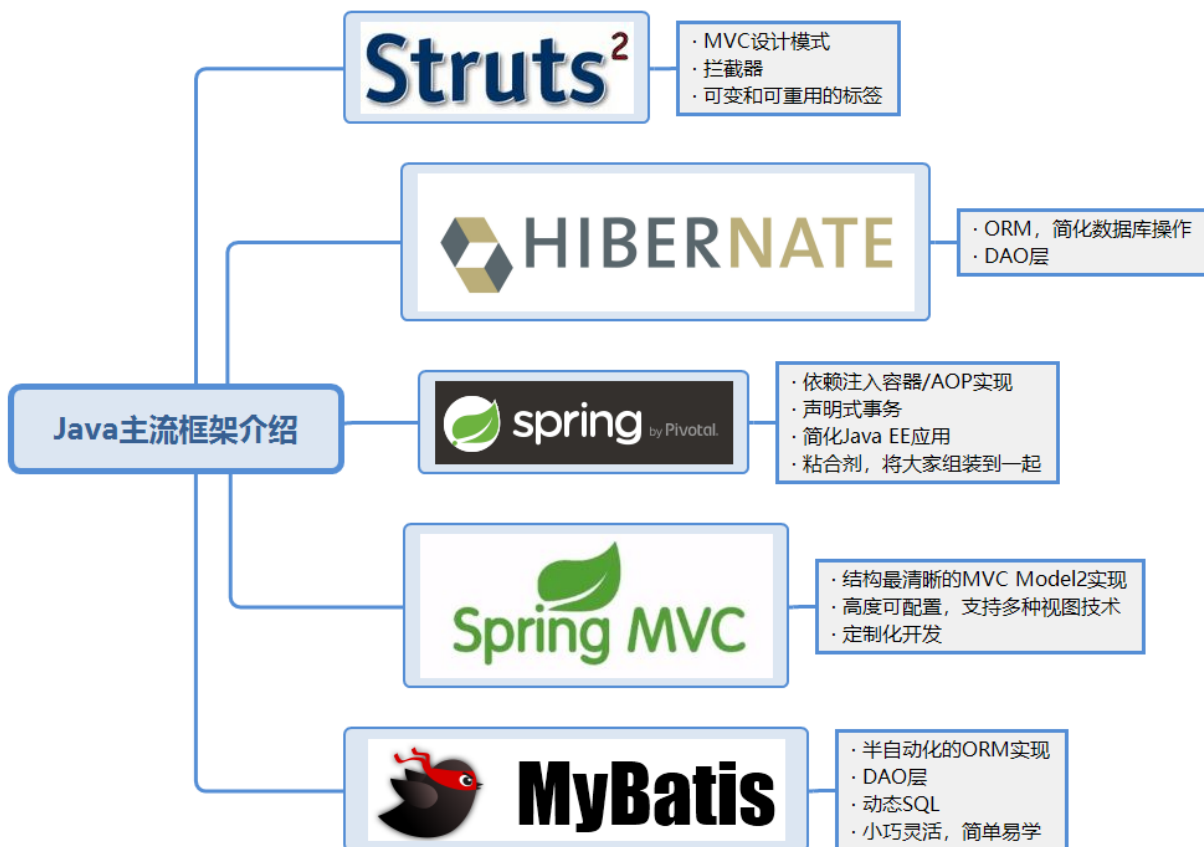 Struts2
· MVC设计模式
· 拦截器
· 可变和可重用的标签
HIBERNATE
· ORM，简化数据库操作
· DAO层
Java主流框架介绍
spring by Pivotal.
· 依赖注入容器/AOP实现
· 声明式事务
· 简化Java EE应用
· 粘合剂，将大家组装到一起
Spring MVC
· 结构最清晰的MVC Model2实现
· 高度可配置，支持多种视图技术
· 定制化开发
MyBatis
· 半自动化的ORM实现
· DAO层
· 动态SQL
· 小巧灵活，简单易学